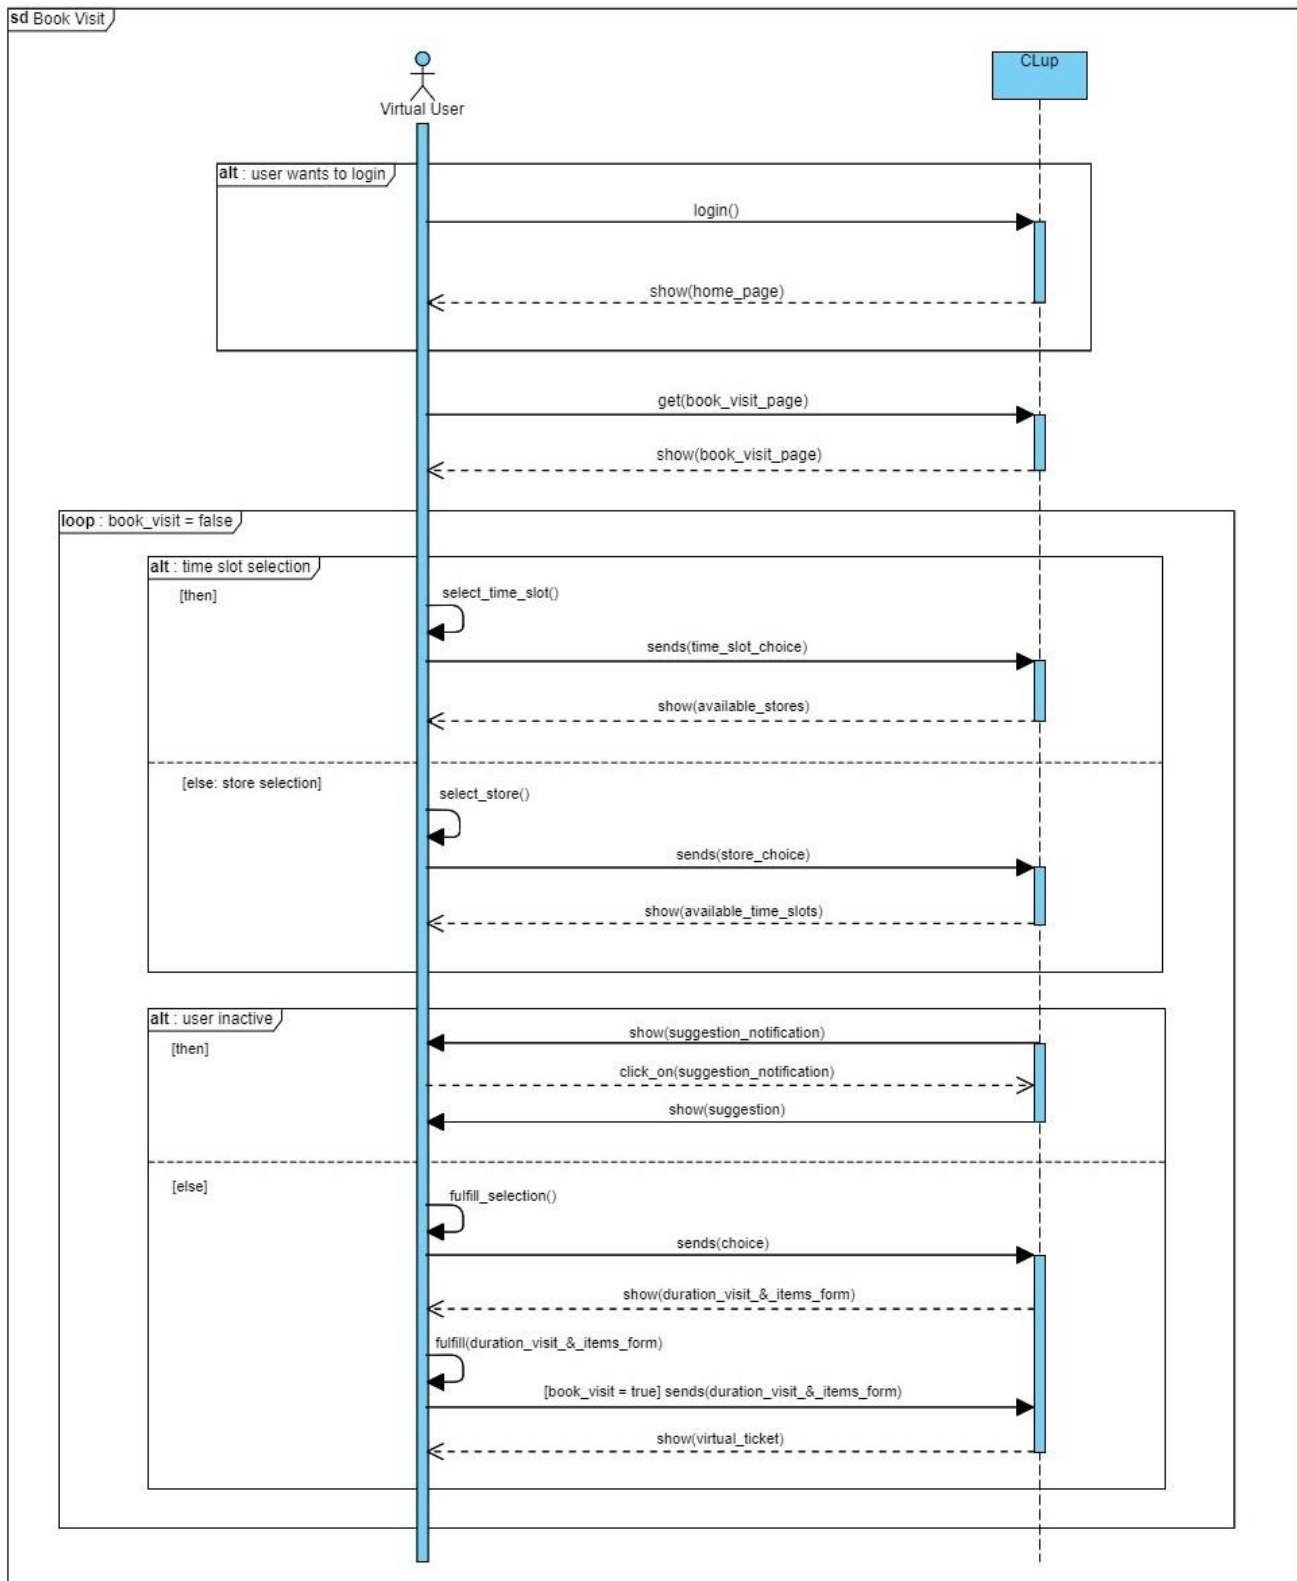 sd Book Visit
Virtual User
CLup
alt : user wants to login
login()
show(home_page)
get(book_visit_page)
show(book_visit_page)
loop : book_visit = false
alt : time slot selection
[then]
select_time_slot()
sends(time_slot_choice)
show(available_stores)
[else: store selection]
select_store()
sends(store_choice)
show(available_time_slots)
alt : user inactive
[then]
show(suggestion_notification)
click_on(suggestion_notification)
show(suggestion)
[else]
fulfill_selection()
sends(choice)
show(duration_visit_&_items_form)
fulfill(duration_visit_&_items_form)
[book_visit = true] sends(duration_visit_&_items_form)
show(virtual_ticket)